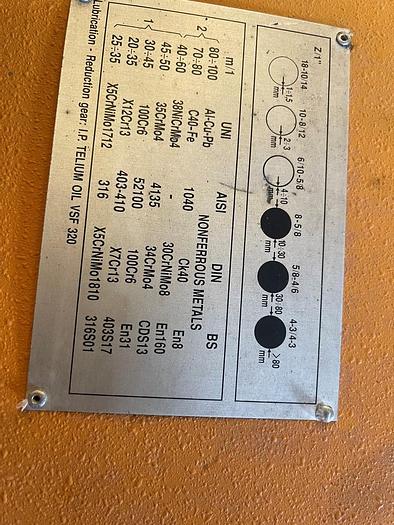 Z/1" 18-10/14 10-8/12 6/10-5/8 8-5/8 5/8-4/6 4-3/4-3
1÷1,5 2÷3 4÷10 10÷30 30÷80 >80
mm mm mm mm mm mm
m/1 UNI AISI DIN BS
80÷100 Al-Cu-Pb NONFERROUS METALS
2 70÷80 C40-Fe 1040 Ck40 En8
40÷60 38NiCrMo4 - 30CrNiMo8 En160
45÷50 35CrMo4 4135 34CrMo4 CDS13
1 30÷45 100Cr6 52100 100Cr6 En31
20÷35 X12Cr13 403-410 X7Cr13 403S17
25÷35 X5CrNiMo1712 316 X5CrNiMo1810 316S01
Lubrication - Reduction gear: I.P. TELIUM OIL VSF 320